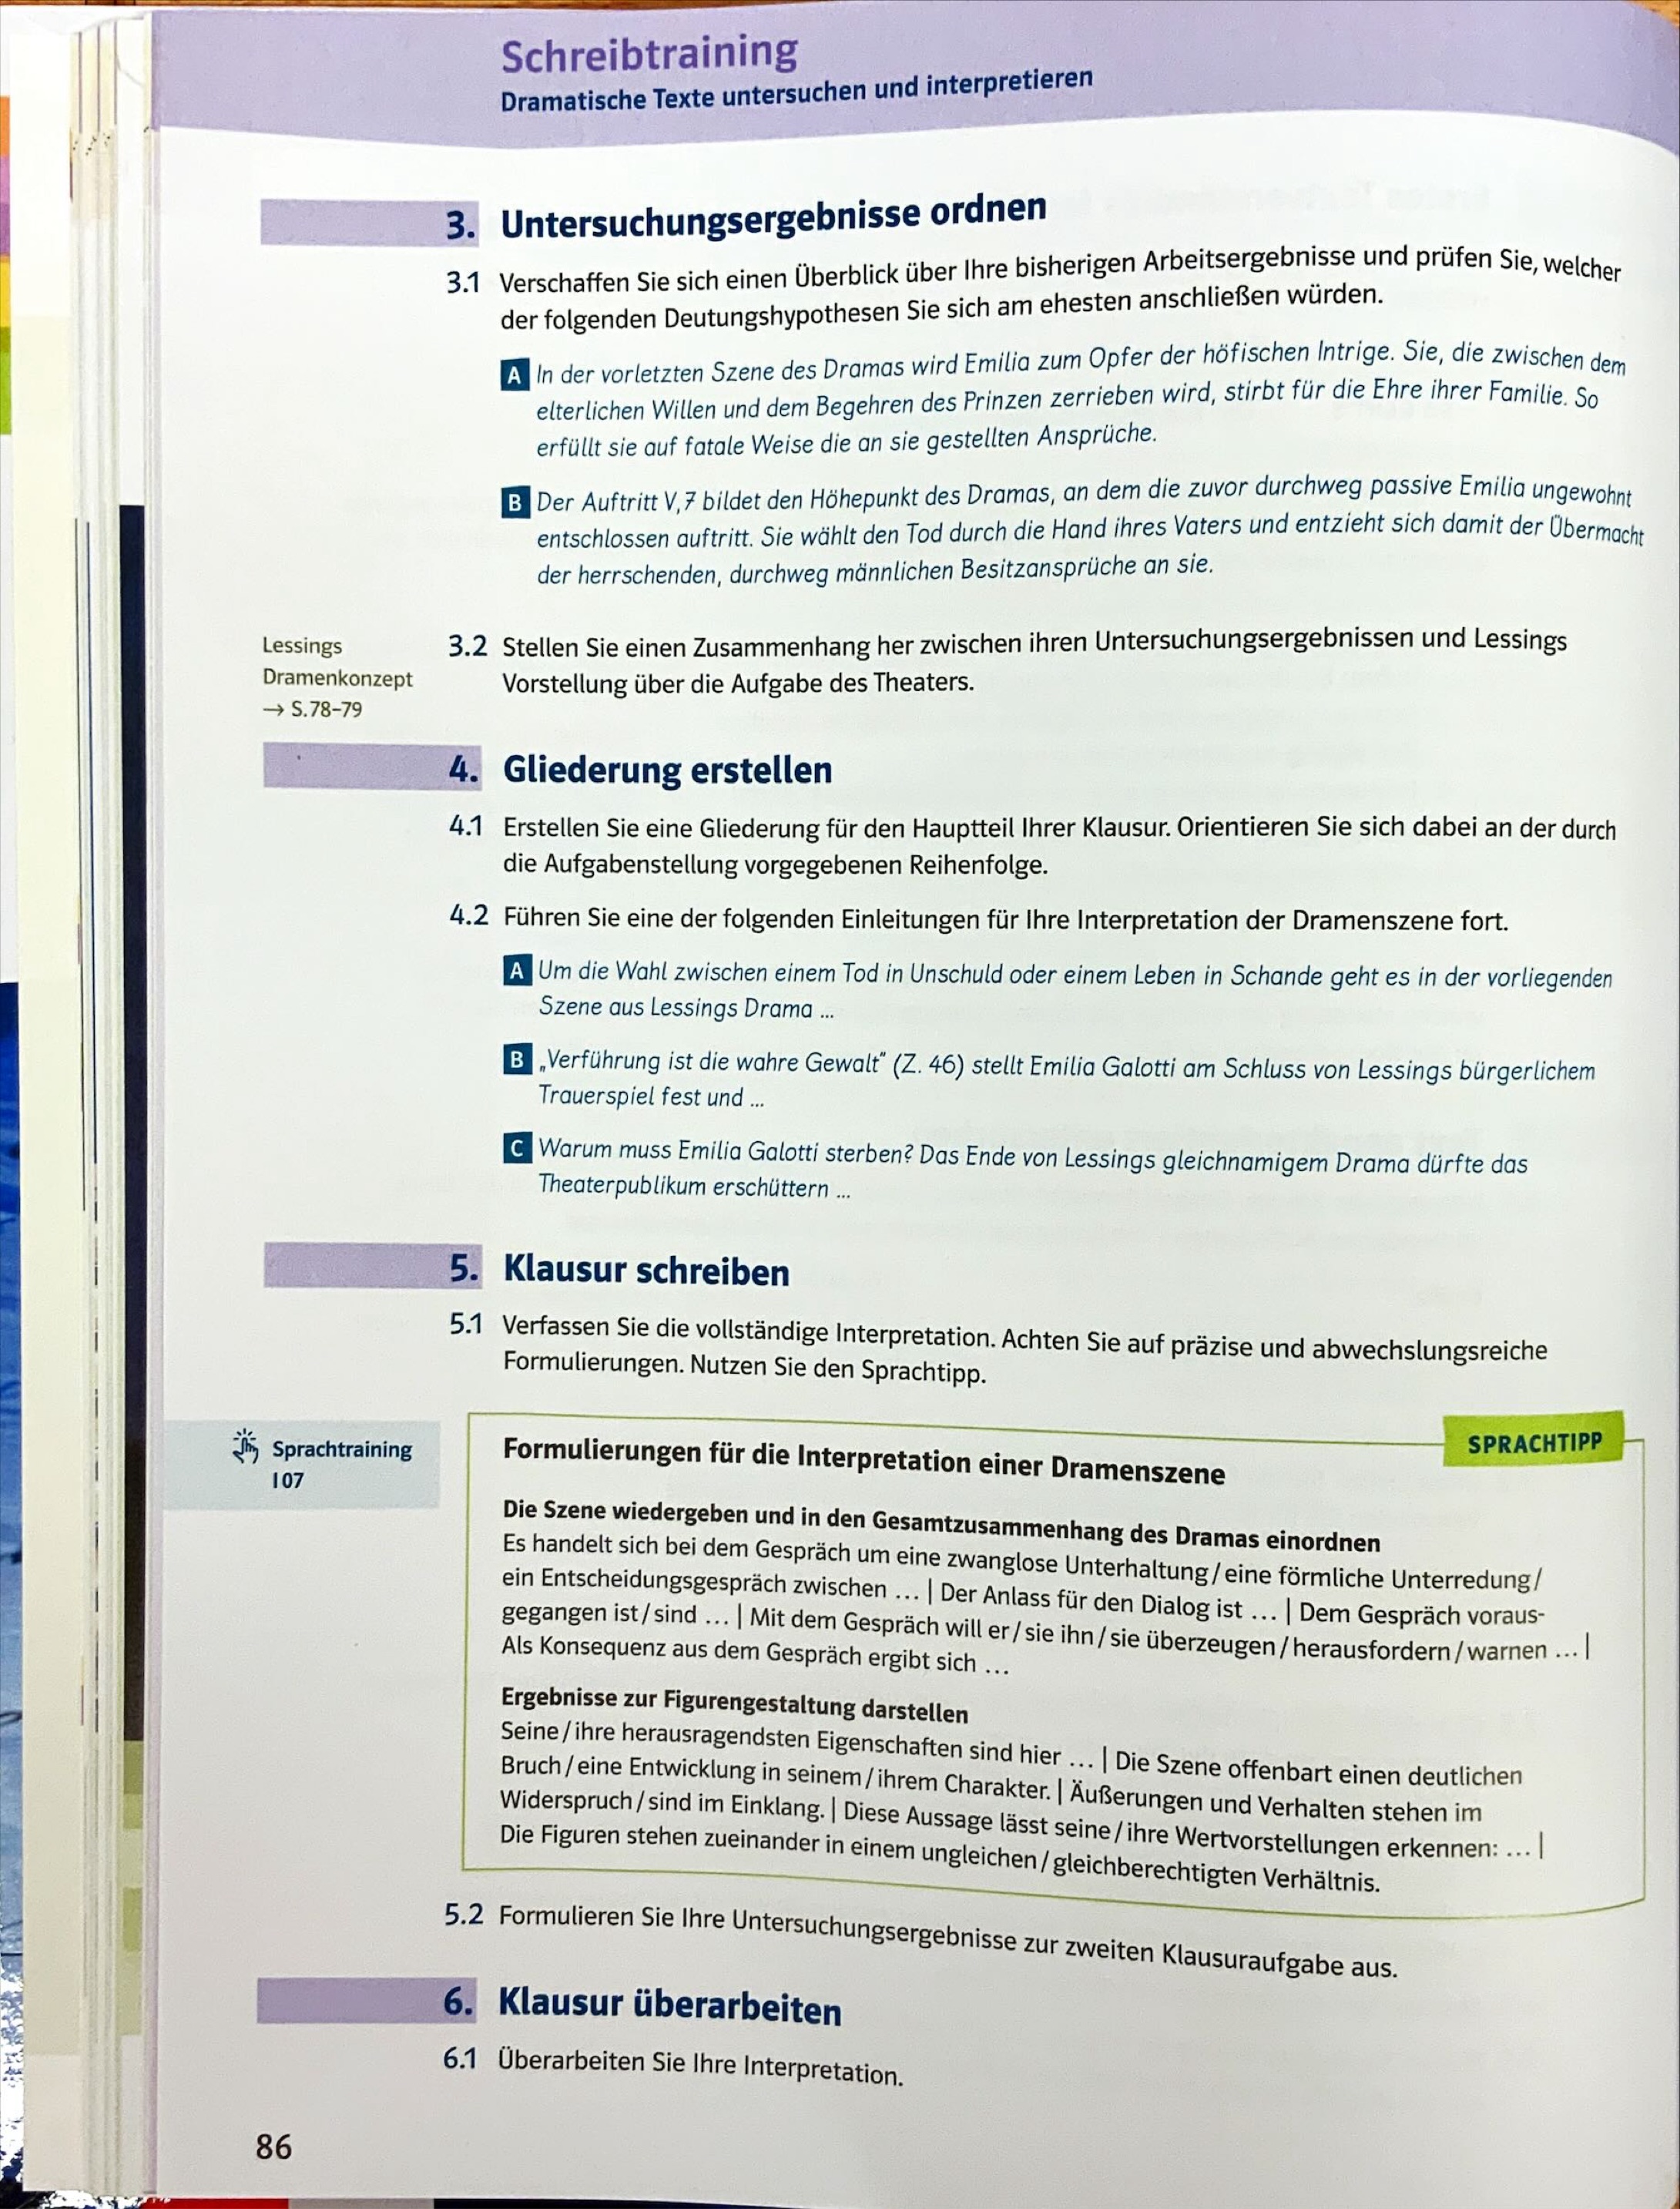 Schreibtraining
Dramatische Texte untersuchen und interpretieren
3. Untersuchungsergebnisse ordnen
3.1 Verschaffen Sie sich einen Überblick über Ihre bisherigen Arbeitsergebnisse und prüfen Sie, welcher
der folgenden Deutungshypothesen Sie sich am ehesten anschließen würden.
A In der vorletzten Szene des Dramas wird Emilia zum Opfer der höfischen Intrige. Sie, die zwischen dem
elterlichen Willen und dem Begehren des Prinzen zerrieben wird, stirbt für die Ehre ihrer Familie. So
erfüllt sie auf fatale Weise die an sie gestellten Ansprüche.
B Der Auftritt V,7 bildet den Höhepunkt des Dramas, an dem die zuvor durchweg passive Emilia ungewohnt
entschlossen auftritt. Sie wählt den Tod durch die Hand ihres Vaters und entzieht sich damit der Übermacht
der herrschenden, durchweg männlichen Besitzansprüche an sie.
Lessings
Dramenkonzept
→ S.78–79
3.2 Stellen Sie einen Zusammenhang her zwischen ihren Untersuchungsergebnissen und Lessings
Vorstellung über die Aufgabe des Theaters.
4. Gliederung erstellen
4.1 Erstellen Sie eine Gliederung für den Hauptteil Ihrer Klausur. Orientieren Sie sich dabei an der durch
die Aufgabenstellung vorgegebenen Reihenfolge.
4.2 Führen Sie eine der folgenden Einleitungen für Ihre Interpretation der Dramenszene fort.
A Um die Wahl zwischen einem Tod in Unschuld oder einem Leben in Schande geht es in der vorliegenden
Szene aus Lessings Drama ...
B „Verführung ist die wahre Gewalt" (Z. 46) stellt Emilia Galotti am Schluss von Lessings bürgerlichem
Trauerspiel fest und ...
C Warum muss Emilia Galotti sterben? Das Ende von Lessings gleichnamigem Drama dürfte das
Theaterpublikum erschüttern ...
5. Klausur schreiben
5.1 Verfassen Sie die vollständige Interpretation. Achten Sie auf präzise und abwechslungsreiche
Formulierungen. Nutzen Sie den Sprachtipp.
Sprachtraining
I07
SPRACHTIPP
Formulierungen für die Interpretation einer Dramenszene
Die Szene wiedergeben und in den Gesamtzusammenhang des Dramas einordnen
Es handelt sich bei dem Gespräch um eine zwanglose Unterhaltung / eine förmliche Unterredung /
ein Entscheidungsgespräch zwischen ... | Der Anlass für den Dialog ist ... | Dem Gespräch voraus-
gegangen ist / sind ... | Mit dem Gespräch will er / sie ihn / sie überzeugen / herausfordern / warnen ... |
Als Konsequenz aus dem Gespräch ergibt sich ...
Ergebnisse zur Figurengestaltung darstellen
Seine / ihre herausragendsten Eigenschaften sind hier ... | Die Szene offenbart einen deutlichen
Bruch / eine Entwicklung in seinem / ihrem Charakter. | Äußerungen und Verhalten stehen im
Widerspruch / sind im Einklang. | Diese Aussage lässt seine / ihre Wertvorstellungen erkennen: ... |
Die Figuren stehen zueinander in einem ungleichen / gleichberechtigten Verhältnis.
5.2 Formulieren Sie Ihre Untersuchungsergebnisse zur zweiten Klausuraufgabe aus.
6. Klausur überarbeiten
6.1 Überarbeiten Sie Ihre Interpretation.
86